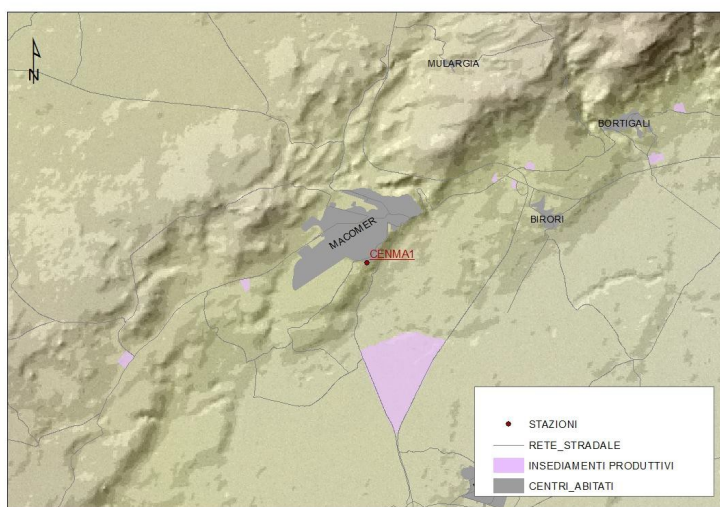 N
MULARGIA
BORTIGALI
BIRORI
MACOMER
CENMA1
STAZIONI
RETE_STRADALE
INSEDIAMENTI PRODUTTIVI
CENTRI_ABITATI